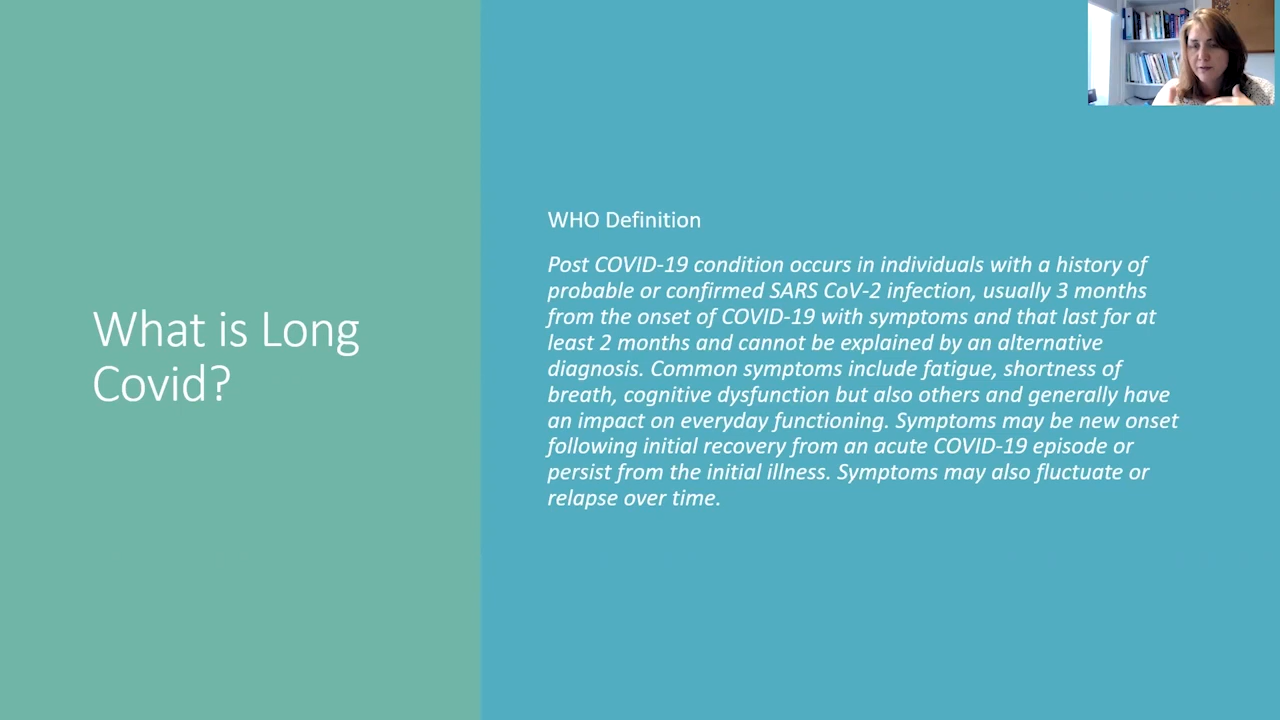 What is Long
Covid?
WHO Definition
Post COVID-19 condition occurs in individuals with a history of
probable or confirmed SARS CoV-2 infection, usually 3 months
from the onset of COVID-19 with symptoms and that last for at
least 2 months and cannot be explained by an alternative
diagnosis. Common symptoms include fatigue, shortness of
breath, cognitive dysfunction but also others and generally have
an impact on everyday functioning. Symptoms may be new onset
following initial recovery from an acute COVID-19 episode or
persist from the initial illness. Symptoms may also fluctuate or
relapse over time.